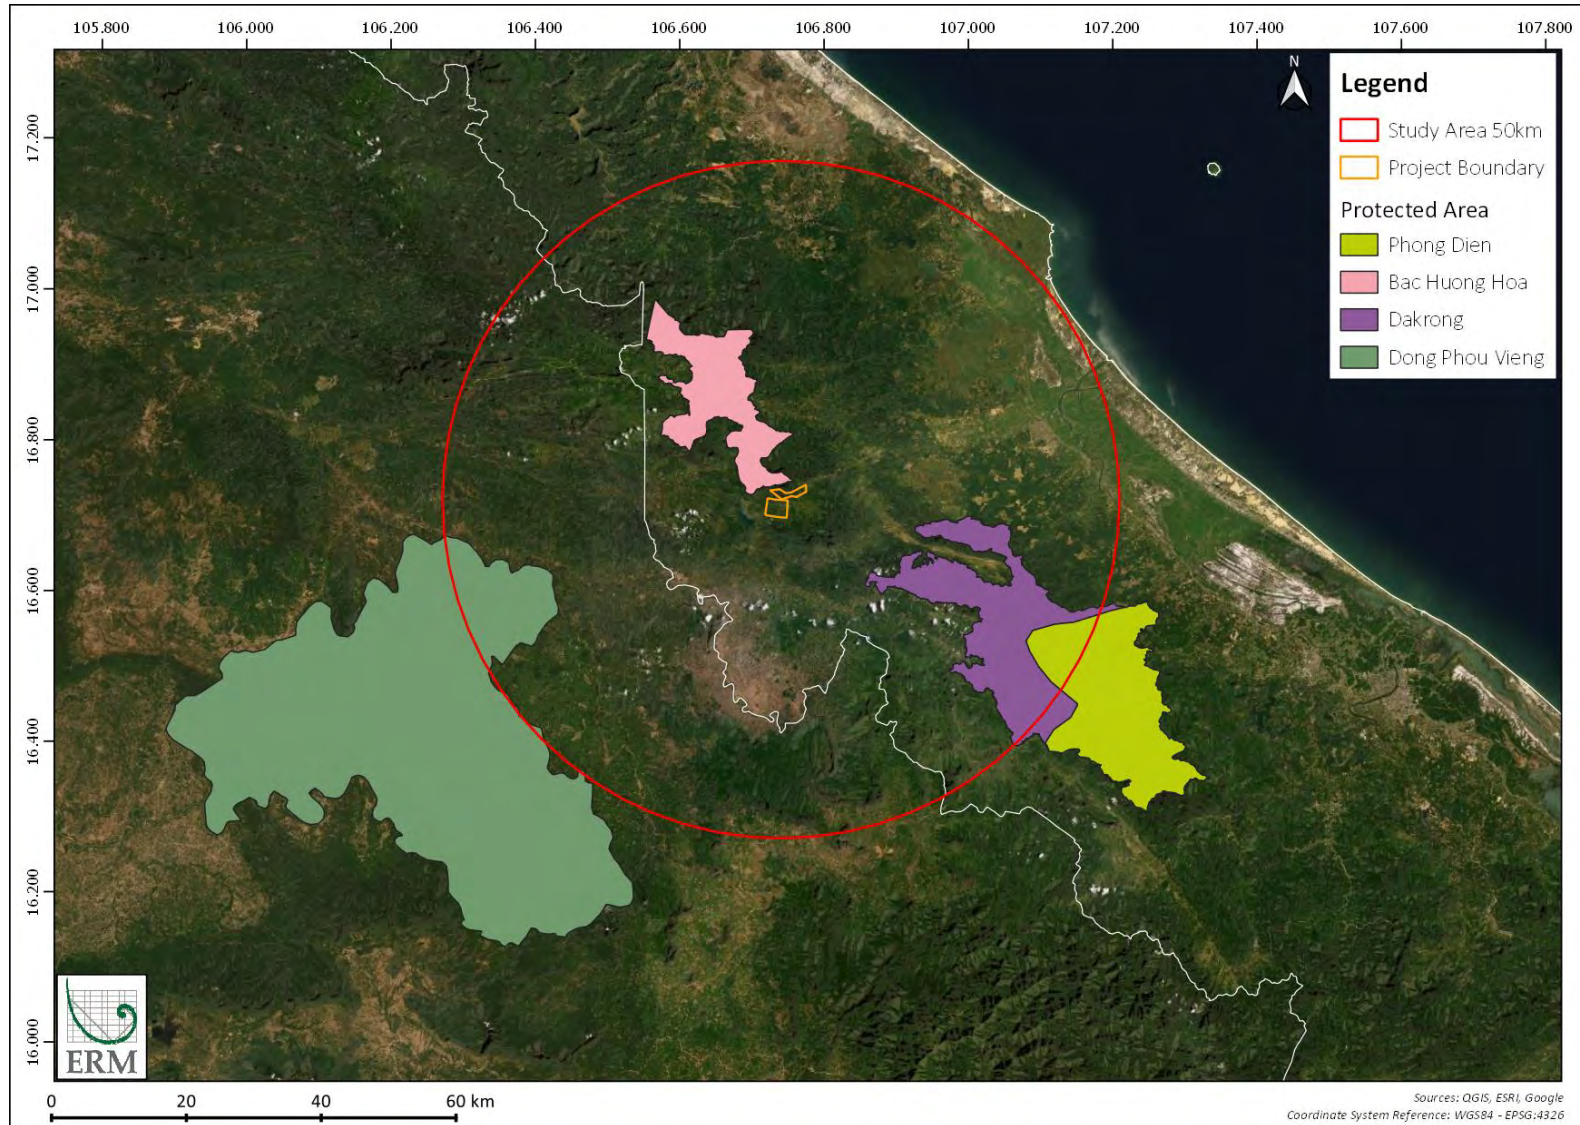 105.800 106.000 106.200 106.400 106.600 106.800 107.000 107.200 107.400 107.600 107.800
N
Legend
Study Area 50km
Project Boundary
Protected Area
Phong Dien
Bac Huong Hoa
Dakrong
Dong Phou Vieng
17.200
17.000
16.800
16.600
16.400
16.200
16.000
ERM
0 20 40 60 km
Sources: QGIS, ESRI, Google
Coordinate System Reference: WGS84 - EPSG:4326